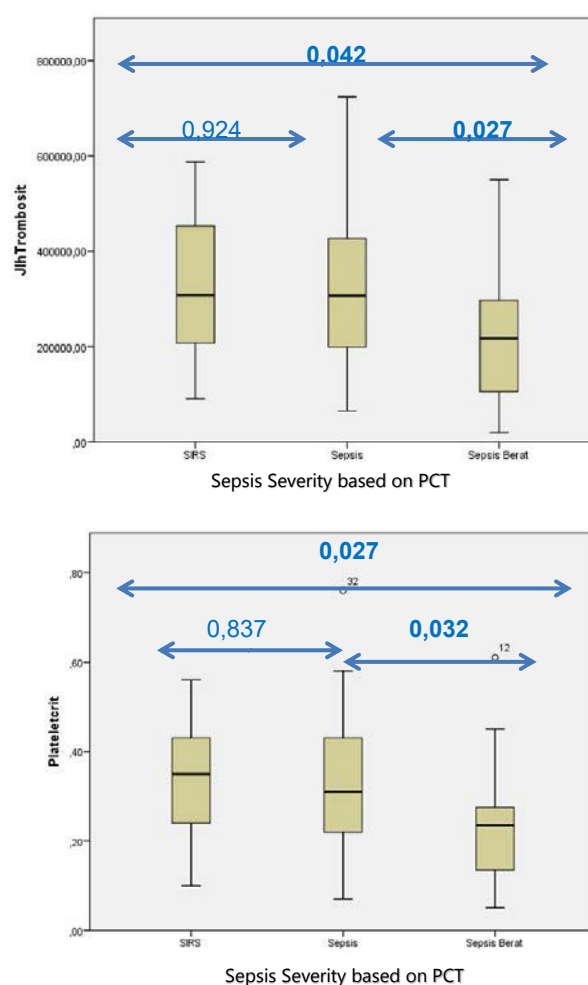 0,042
800000,00
0,924
0,027
600000,00
JlhTrombosit
400000,00
200000,00
,00
SIRS
Sepsis
Sepsis Berat
Sepsis Severity based on PCT
0,027
,80
32
0,837
0,032
12
,60
Plateletcrit
,40
,20
,00
SIRS
Sepsis
Sepsis Berat
Sepsis Severity based on PCT